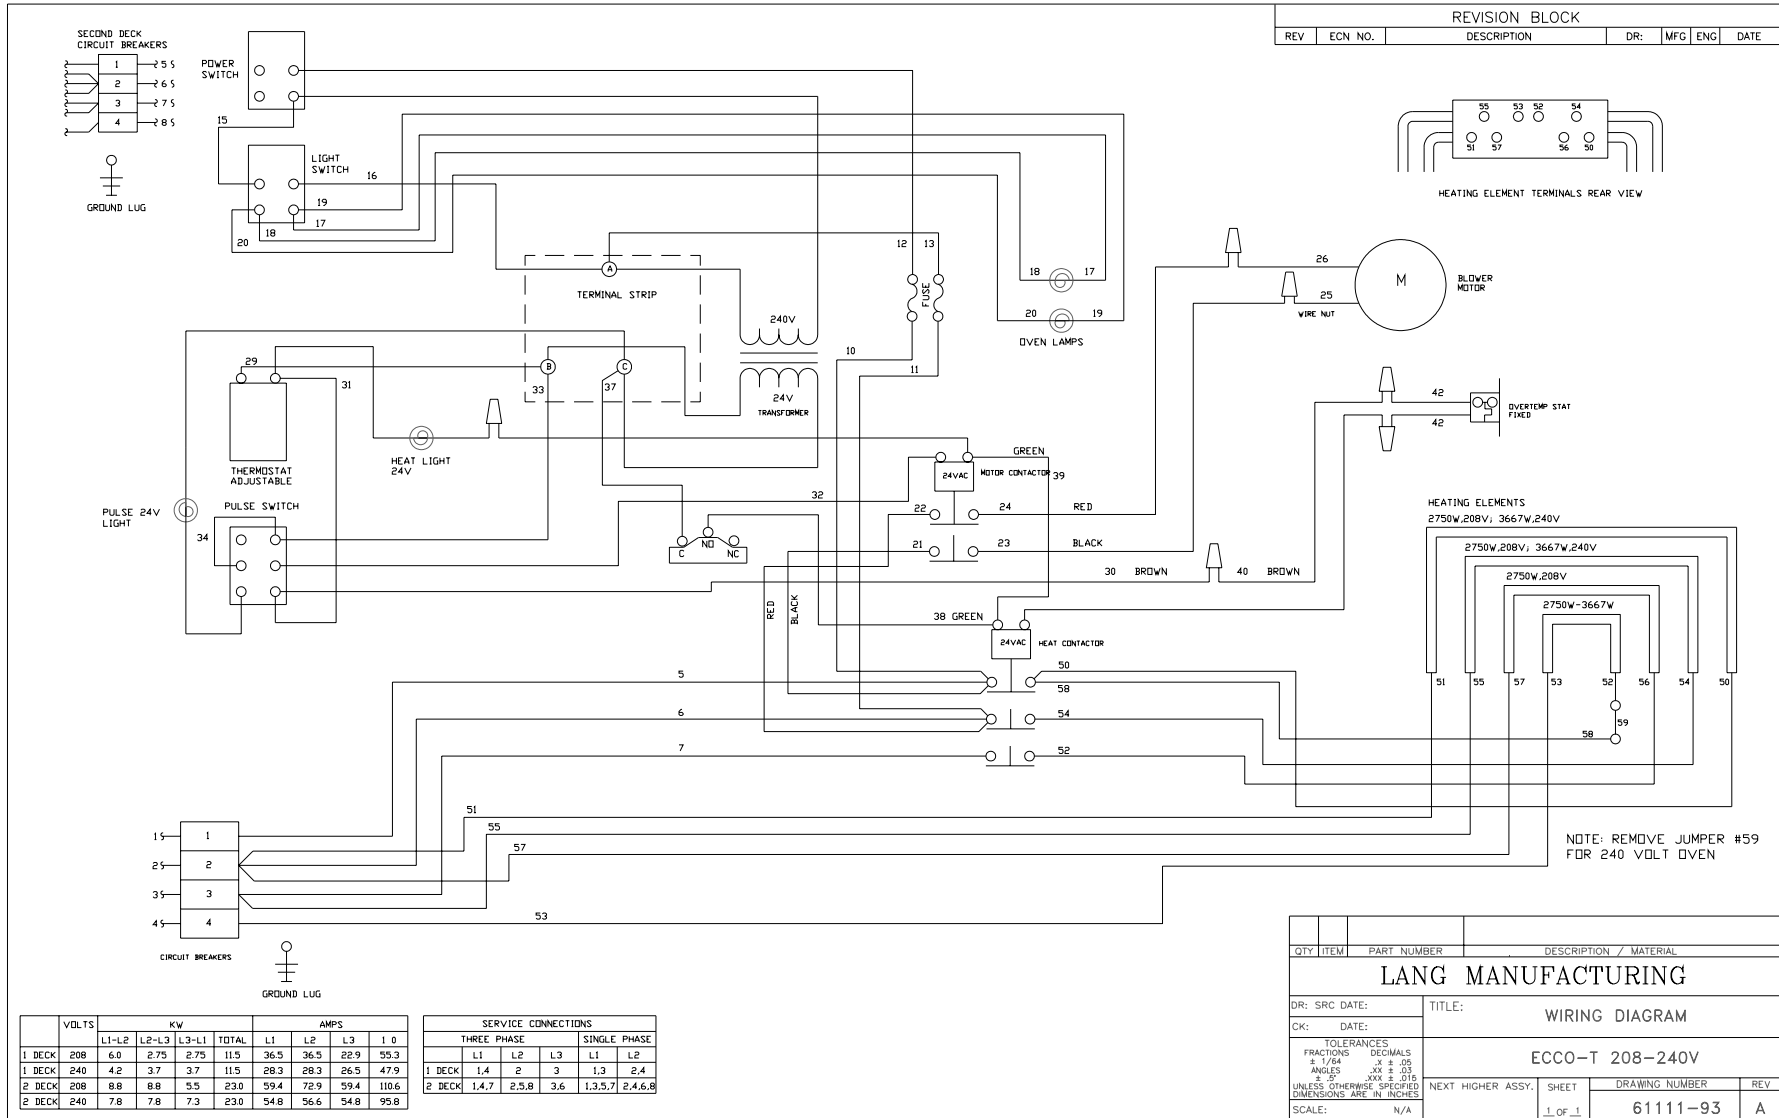 REVISION BLOCK
REV ECN NO. DESCRIPTION DR: MFG ENG DATE
SECOND DECK
CIRCUIT BREAKERS
1 5
2 6
3 7
4 8
GROUND LUG
POWER
SWITCH
15
LIGHT
SWITCH
16
19
17
18
20
12 13
FUSE
A
TERMINAL STRIP
B
C
33
37
240V
24V
TRANSFORMER
10
11
18 17
20 19
OVEN LAMPS
26
25
WIRE NUT
M
BLOWER
MOTOR
55 53 52 54
51 57 56 50
HEATING ELEMENT TERMINALS REAR VIEW
42
42
OVERTEMP STAT
FIXED
29
31
THERMOSTAT
ADJUSTABLE
HEAT LIGHT
24V
PULSE 24V
LIGHT
PULSE SWITCH
34
32
C NO NC
GREEN
39
24VAC MOTOR CONTACTOR
22 24 RED
21 23 BLACK
30 BROWN 40 BROWN
RED
BLACK
38 GREEN
24VAC HEAT CONTACTOR
5 50
58
6 54
7 52
HEATING ELEMENTS
2750W,208V; 3667W,240V
2750W,208V; 3667W,240V
2750W,208V
2750W-3667W
51 55 57 53 52 56 54 50
59
58
51
55
57
53
1 1
2 2
3 3
4 4
CIRCUIT BREAKERS
GROUND LUG
NOTE: REMOVE JUMPER #59
FOR 240 VOLT OVEN
VOLTS KW AMPS
L1-L2 L2-L3 L3-L1 TOTAL L1 L2 L3 1 0
1 DECK 208 6.0 2.75 2.75 11.5 36.5 36.5 22.9 55.3
1 DECK 240 4.2 3.7 3.7 11.5 28.3 28.3 26.5 47.9
2 DECK 208 8.8 8.8 5.5 23.0 59.4 72.9 59.4 110.6
2 DECK 240 7.8 7.8 7.3 23.0 54.8 56.6 54.8 95.8
SERVICE CONNECTIONS
THREE PHASE SINGLE PHASE
L1 L2 L3 L1 L2
1 DECK 1,4 2 3 1,3 2,4
2 DECK 1,4,7 2,5,8 3,6 1,3,5,7 2,4,6,8
QTY ITEM PART NUMBER DESCRIPTION / MATERIAL
LANG MANUFACTURING
DR: SRC DATE:
CK: DATE:
TITLE:
WIRING DIAGRAM
ECCO-T 208-240V
TOLERANCES
FRACTIONS DECIMALS
± 1/64 .X ± .05
ANGLES .XX ± .03
± .5° .XXX ± .015
UNLESS OTHERWISE SPECIFIED
DIMENSIONS ARE IN INCHES
SCALE: N/A
NEXT HIGHER ASSY.
SHEET
1 OF 1
DRAWING NUMBER
61111-93
REV
A